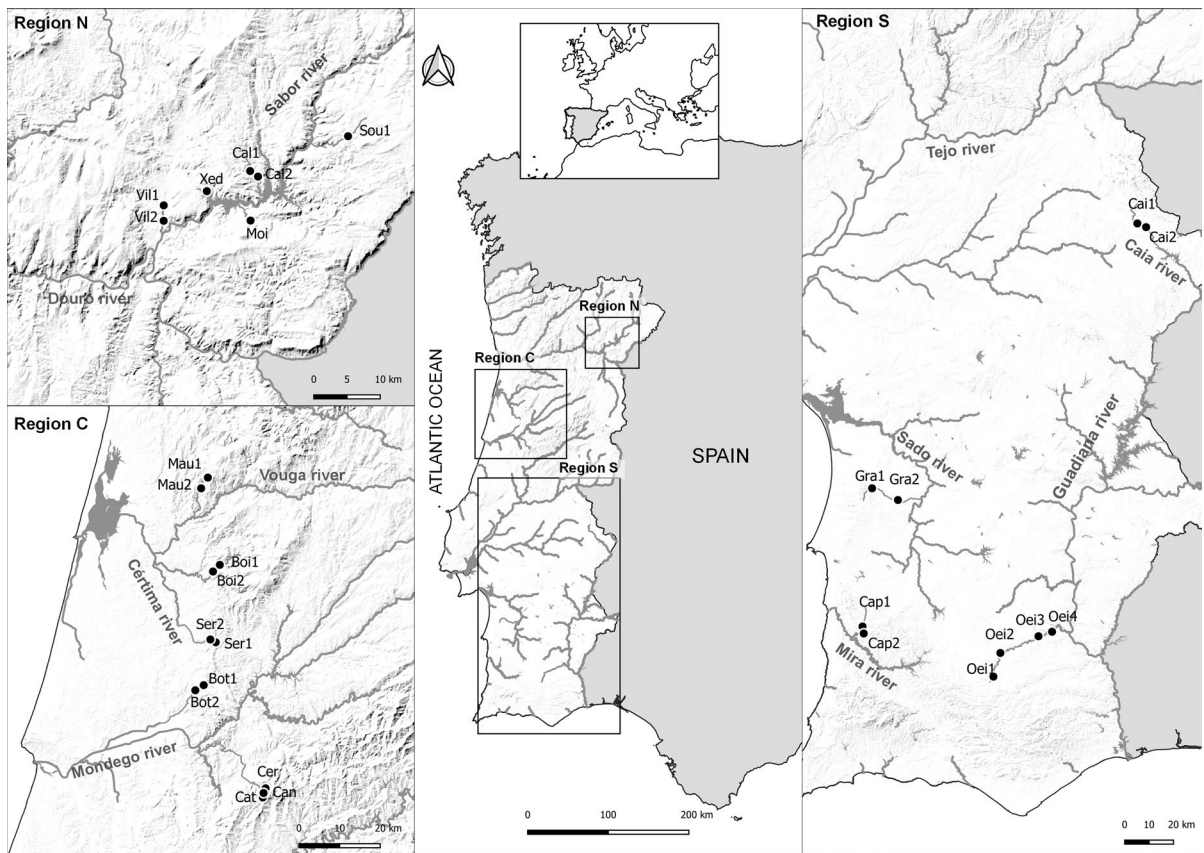 Region N
Sabor river
Sou1
Cal1
Cal2
Xed
Vil1
Vil2
Moi
Douro river
0 5 10 km
Region C
Mau1
Mau2
Vouga river
Boi1
Boi2
Cértima river
Ser2
Ser1
Bot1
Bot2
Mondego river
Cer
Can
Cat
0 10 20 km
Region N
Region C
Region S
ATLANTIC OCEAN
SPAIN
0 100 200 km
Region S
Tejo river
Cai1
Cai2
Caia river
Guadiana river
Sado river
Gra1
Gra2
Cap1
Cap2
Mira river
Oei4
Oei3
Oei2
Oei1
0 10 20 km